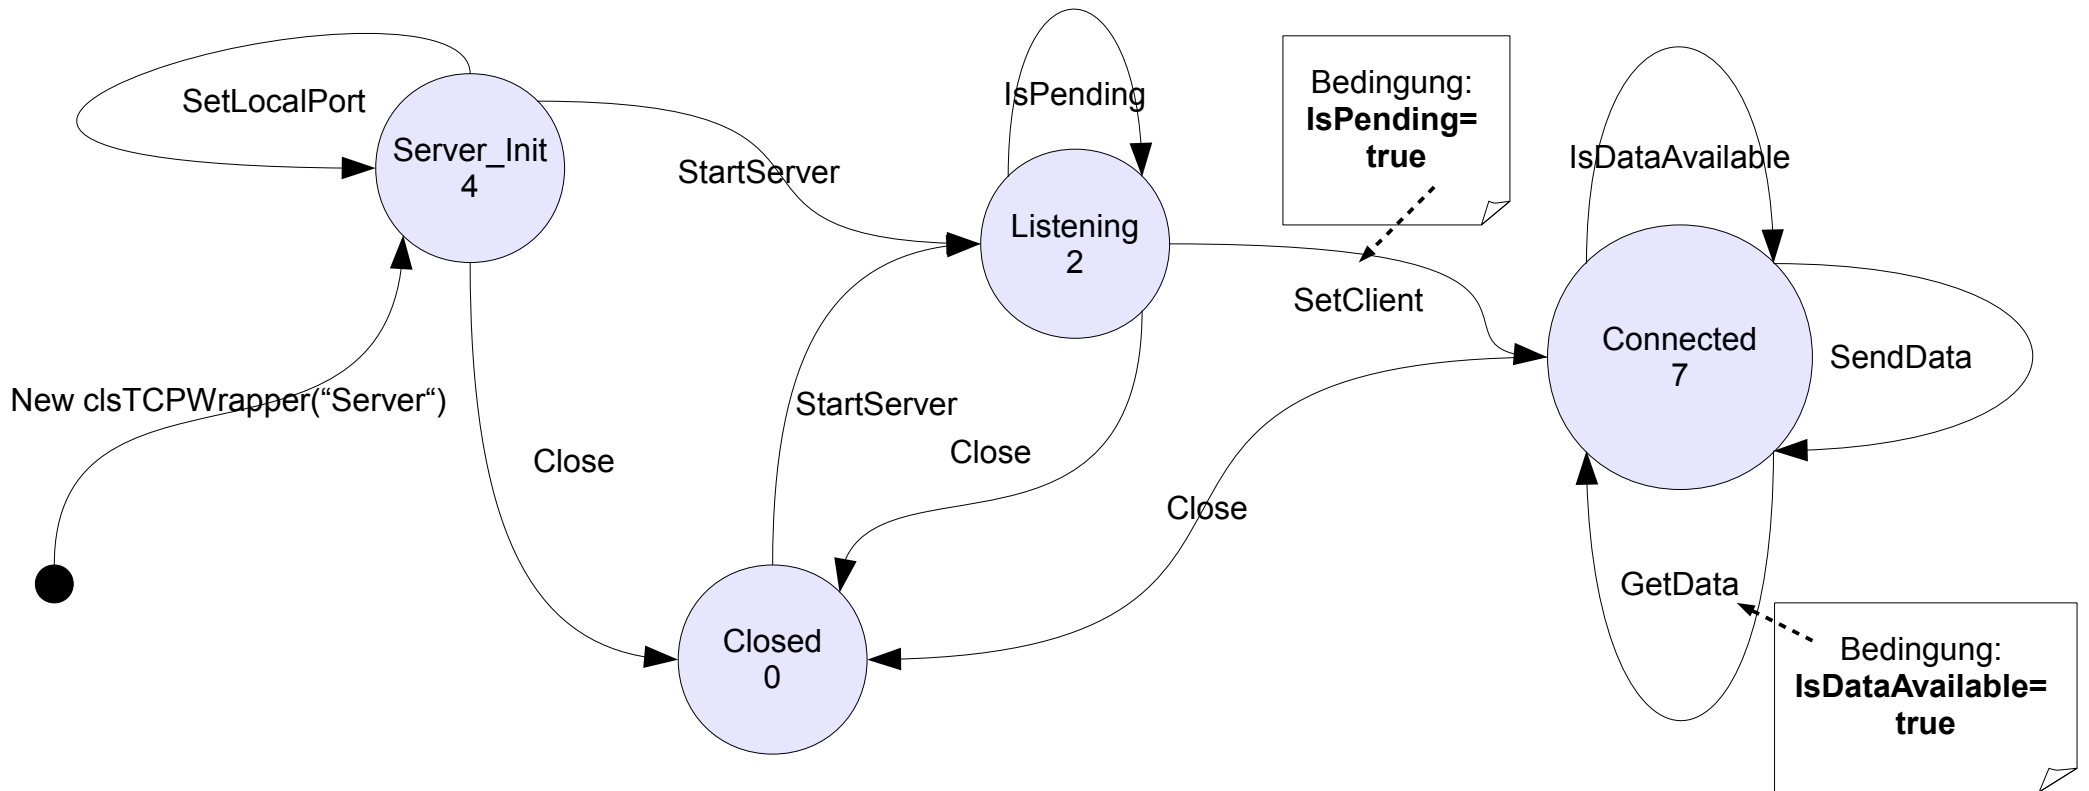 SetLocalPort
Server_Init
4
StartServer
IsPending
Listening
2
Bedingung:
IsPending=
true
SetClient
IsDataAvailable
Connected
7
SendData
New clsTCPWrapper(“Server“)
Close
StartServer
Close
Close
Closed
0
GetData
Bedingung:
IsDataAvailable=
true